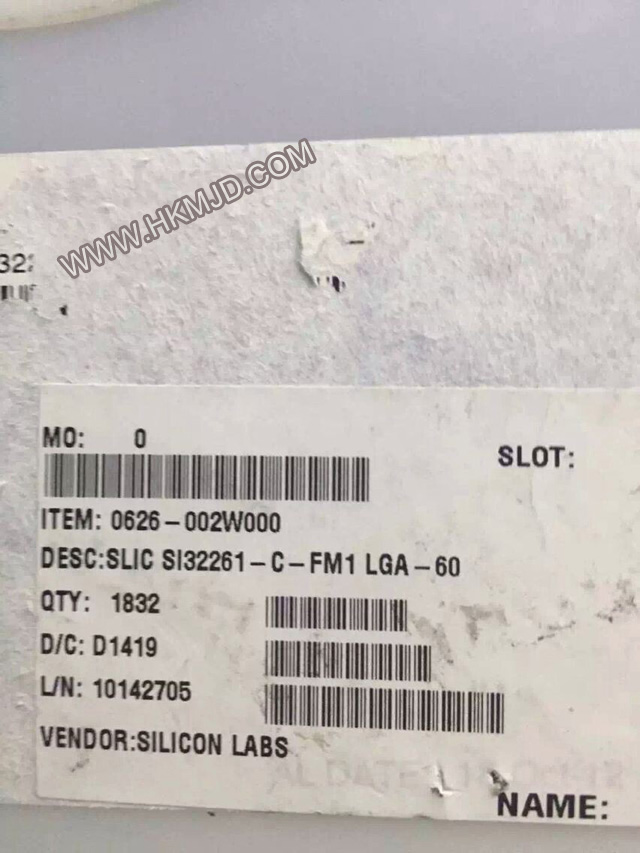 WWW.HKMJD.COM
MO: 0
SLOT:
ITEM: 0626-002W000
DESC:SLIC SI32261-C-FM1 LGA-60
QTY: 1832
D/C: D1419
L/N: 10142705
VENDOR:SILICON LABS
NAME: